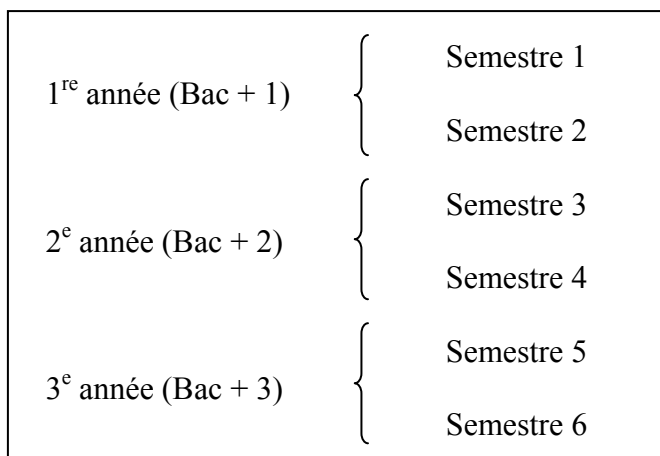 Semestre 1
1re année (Bac + 1)
Semestre 2
Semestre 3
2e année (Bac + 2)
Semestre 4
Semestre 5
3e année (Bac + 3)
Semestre 6